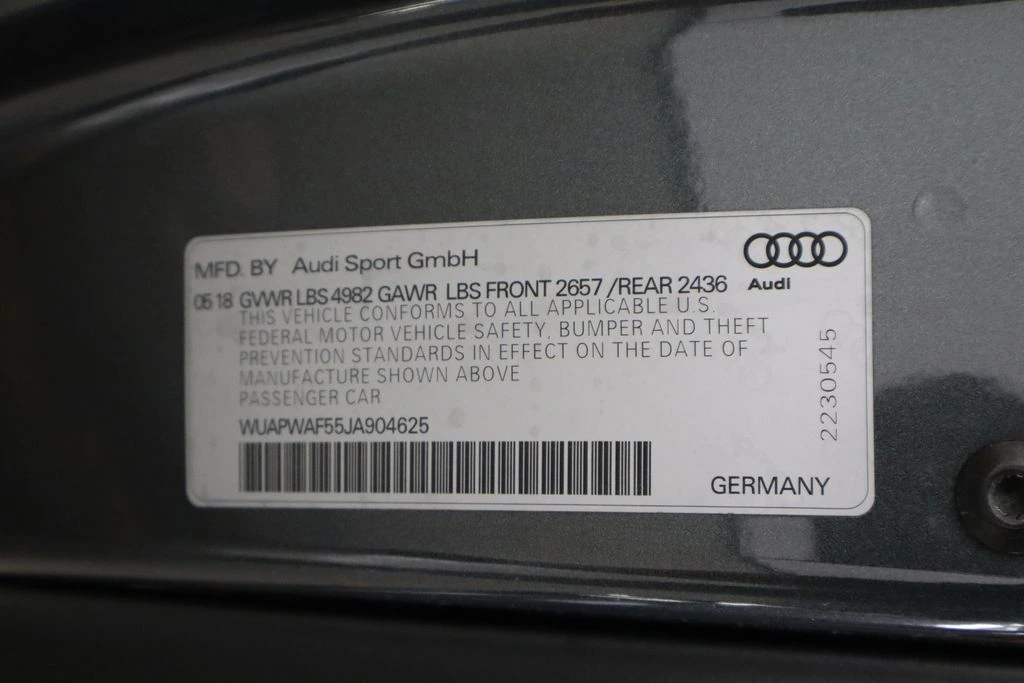 MFD. BY Audi Sport GmbH
Audi
05 18 GVWR LBS 4982 GAWR LBS FRONT 2657 /REAR 2436
THIS VEHICLE CONFORMS TO ALL APPLICABLE U.S.
FEDERAL MOTOR VEHICLE SAFETY, BUMPER AND THEFT
PREVENTION STANDARDS IN EFFECT ON THE DATE OF
MANUFACTURE SHOWN ABOVE
PASSENGER CAR
WUAPWAF55JA904625
GERMANY
2230545